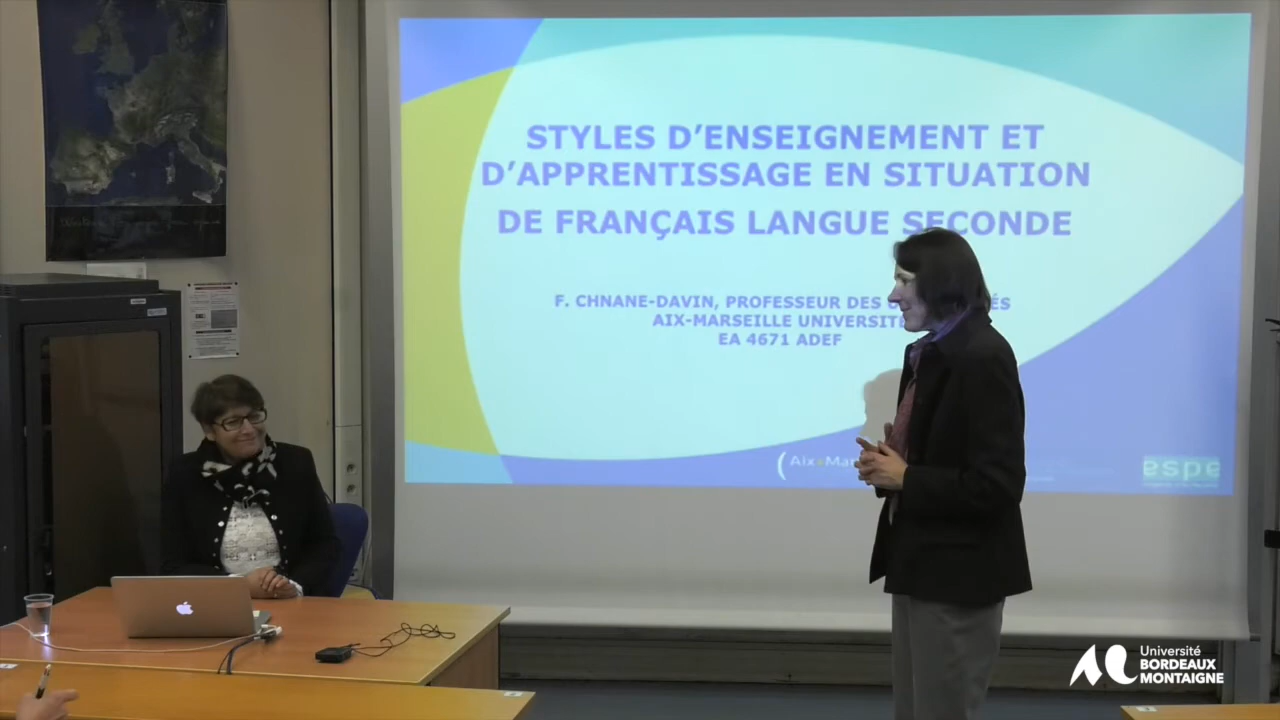 STYLES D'ENSEIGNEMENT ET
D'APPRENTISSAGE EN SITUATION
DE FRANÇAIS LANGUE SECONDE
F. CHNANE-DAVIN, PROFESSEUR DES
AIX-MARSEILLE UNIVERSITÉ
EA 4671 ADEF
espe
Université
BORDEAUX
MONTAIGNE